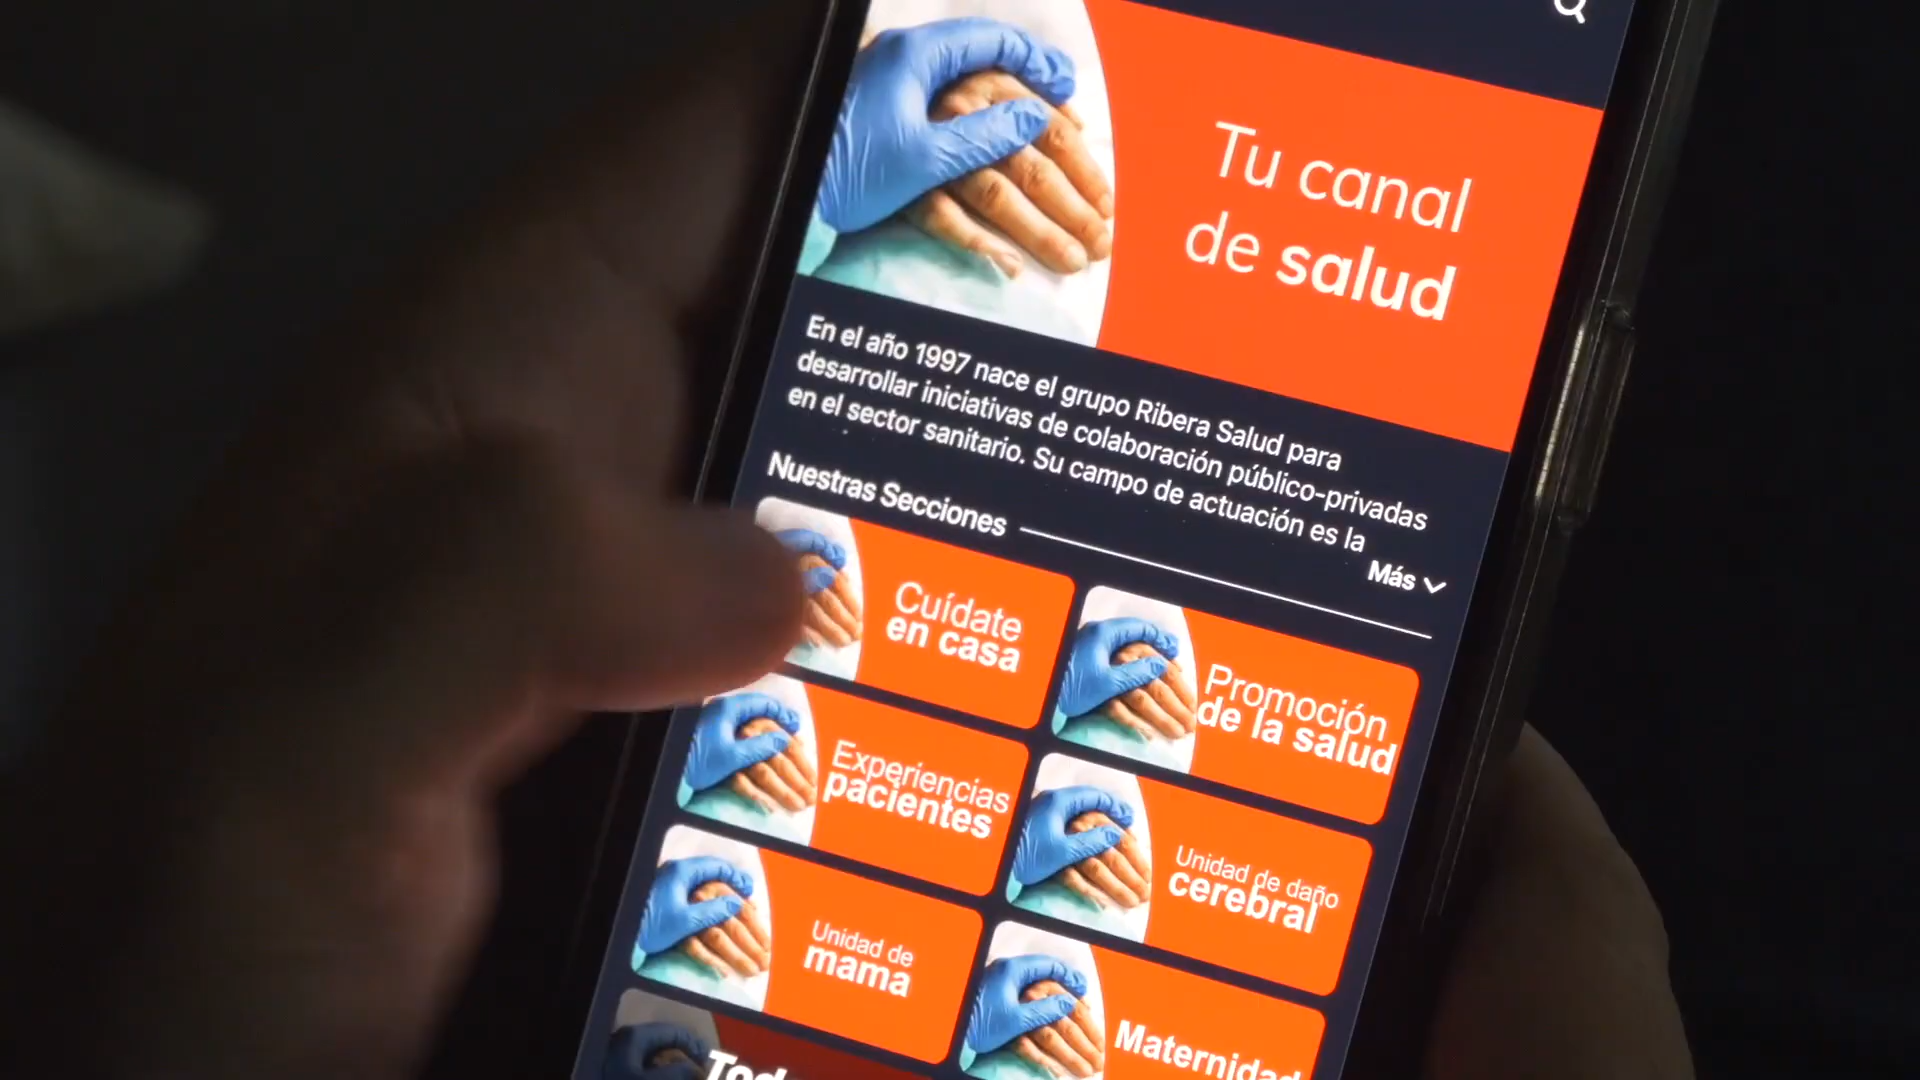 Tu canal
de salud
En el año 1997 nace el grupo Ribera Salud para
desarrollar iniciativas de colaboración público-privadas
en el sector sanitario. Su campo de actuación es la
Más
Nuestras Secciones
Cuídate
en casa
Promoción
de la salud
Experiencias
pacientes
Unidad de daño
cerebral
Unidad de
mama
Maternidad